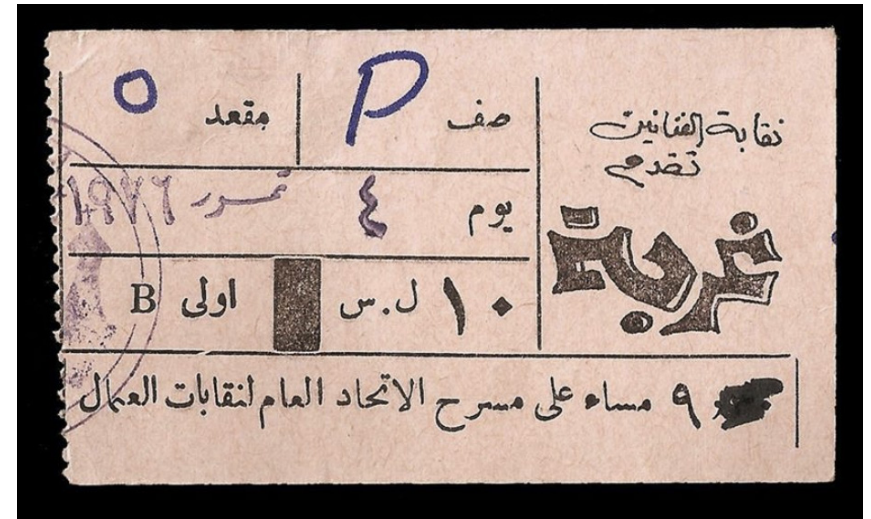 نقابة الفنانين
تقدم
غربة
صف P
مقعد ٥
يوم ٤ تموز ١٩٧٦
١٠ ل.س اولى B
٩ مساء على مسرح الاتحاد العام لنقابات العمال